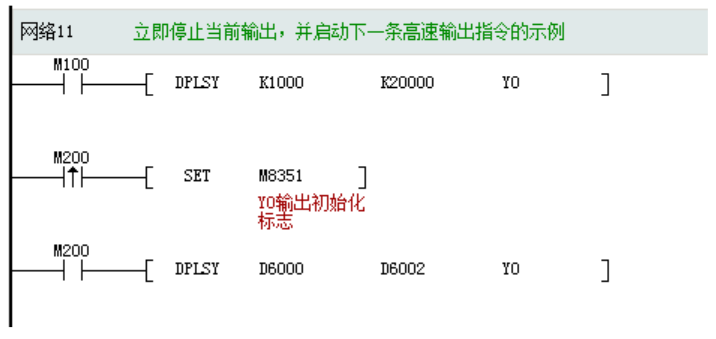 网络11 立即停止当前输出，并启动下一条高速输出指令的示例
M100
DPLSY K1000 K20000 Y0
M200
SET M8351
Y0输出初始化
标志
M200
DPLSY D6000 D6002 Y0